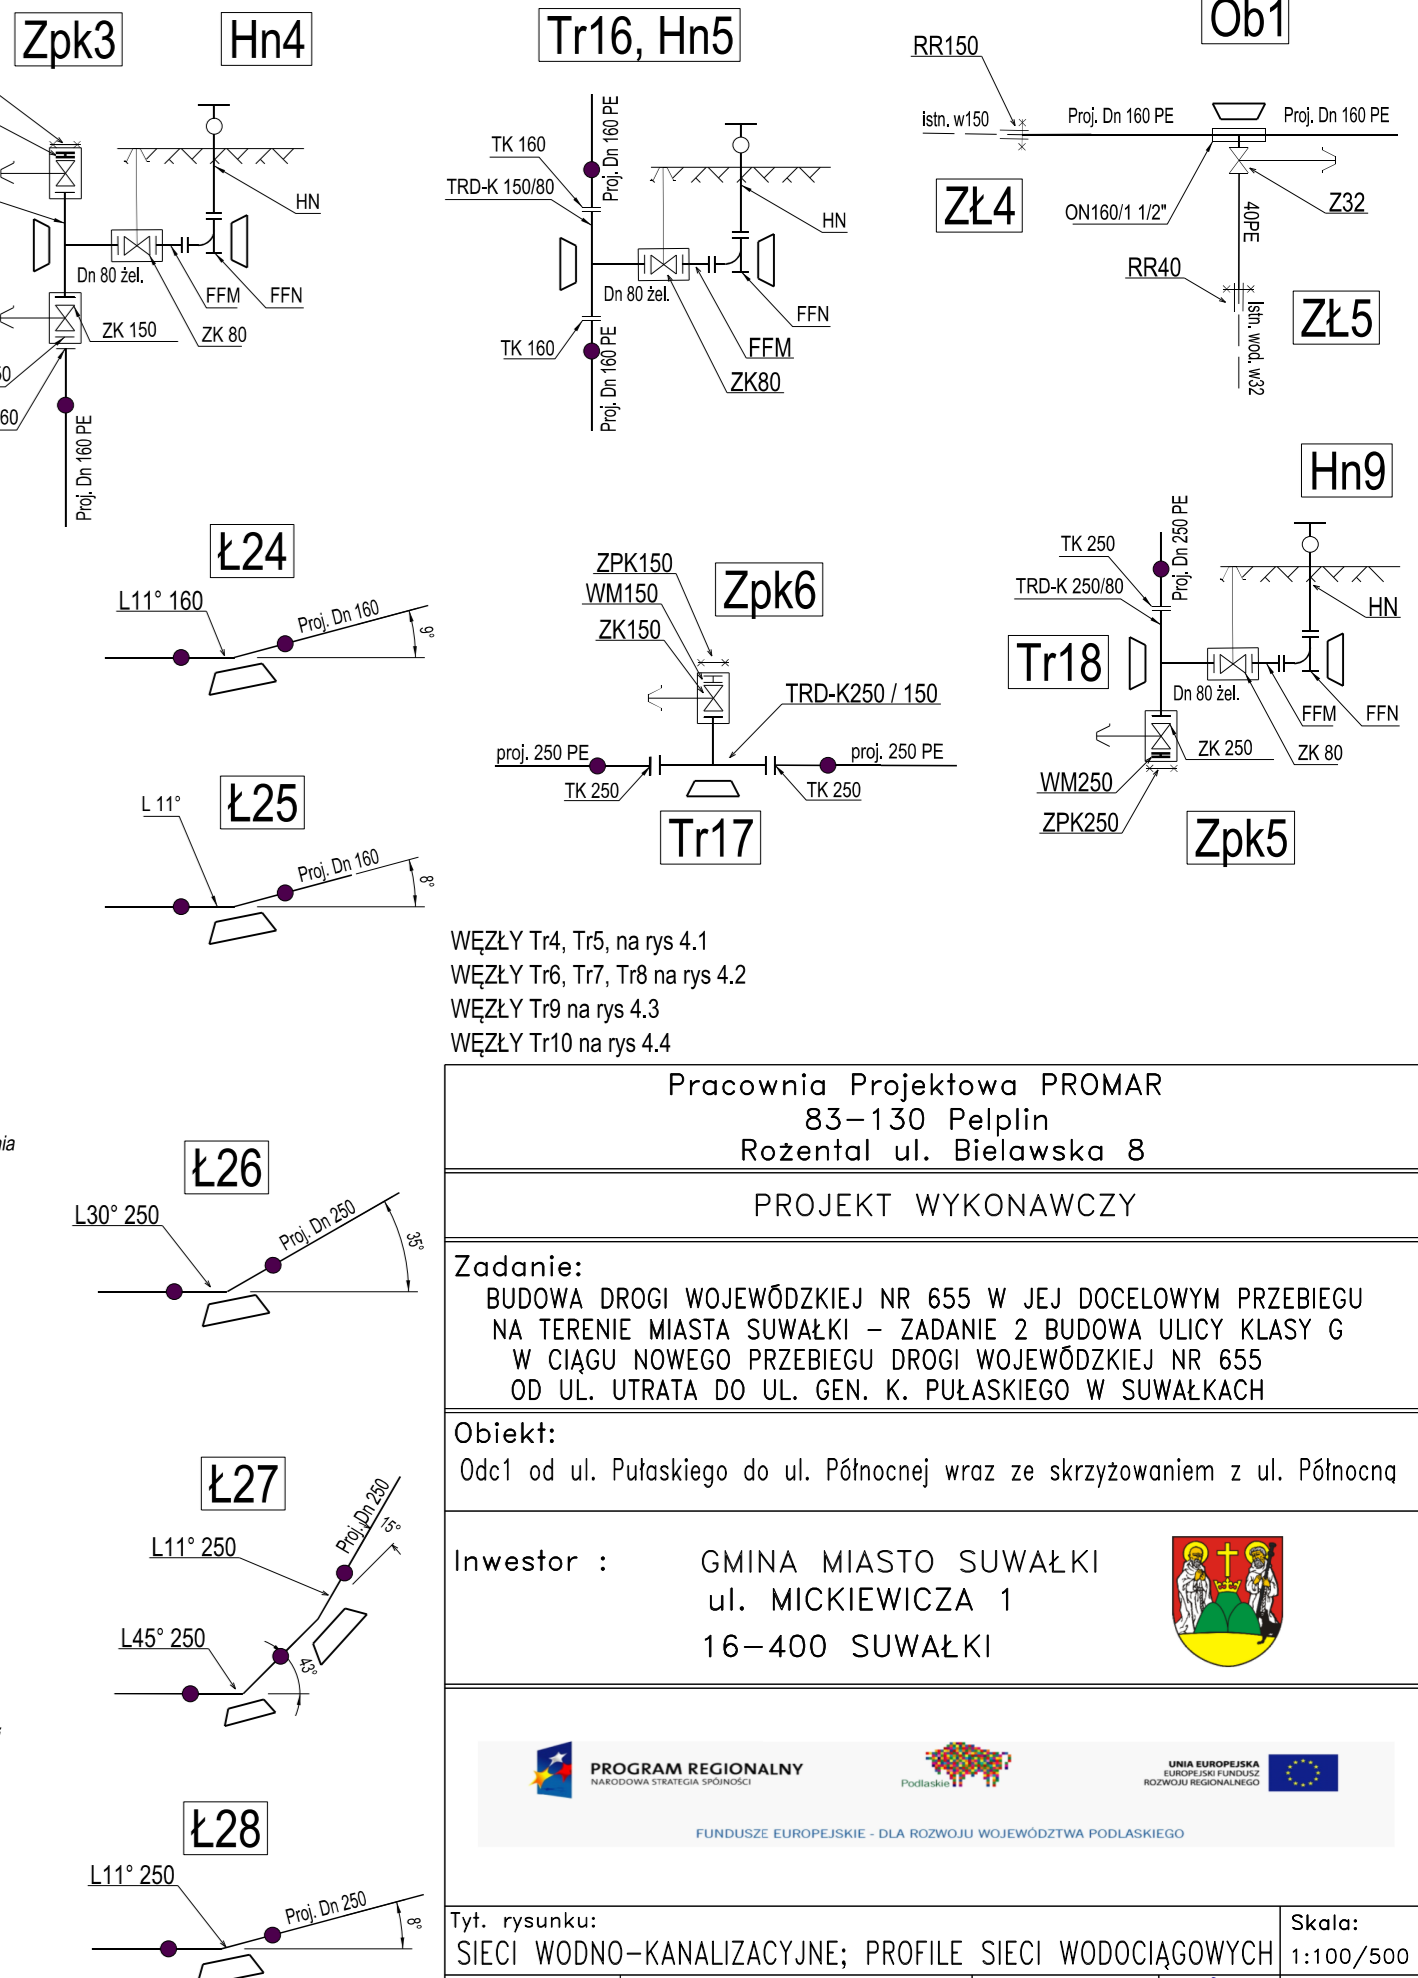 Zpk3
Hn4
Tr16, Hn5
Ob1
RR150
istn. w150
Proj. Dn 160 PE
Proj. Dn 160 PE
ZŁ4
ON160/1 1/2"
Z32
40PE
RR40
Istn. wod. w32
ZŁ5
HN
Dn 80 żel.
FFM
FFN
ZK 150
ZK 80
Proj. Dn 160 PE
TK 160
TRD-K 150/80
Proj. Dn 160 PE
HN
Dn 80 żel.
FFN
TK 160
FFM
ZK80
Proj. Dn 160 PE
Hn9
Ł24
L11° 160
Proj. Dn 160
9°
ZPK150
WM150
ZK150
Zpk6
TRD-K250 / 150
proj. 250 PE
proj. 250 PE
TK 250
TK 250
Tr17
TK 250
TRD-K 250/80
Proj. Dn 250 PE
HN
Tr18
Dn 80 żel.
FFM
FFN
ZK 250
ZK 80
WM250
ZPK250
Zpk5
Ł25
L 11°
Proj. Dn 160
8°
WĘZŁY Tr4, Tr5, na rys 4.1
WĘZŁY Tr6, Tr7, Tr8 na rys 4.2
WĘZŁY Tr9 na rys 4.3
WĘZŁY Tr10 na rys 4.4
Ł26
L30° 250
Proj. Dn 250
35°
Ł27
L11° 250
Proj. Dn 250
15°
L45° 250
43°
Ł28
L11° 250
Proj. Dn 250
8°
Pracownia Projektowa PROMAR
83-130 Pelplin
Rożental ul. Bielawska 8
PROJEKT WYKONAWCZY
Zadanie:
BUDOWA DROGI WOJEWÓDZKIEJ NR 655 W JEJ DOCELOWYM PRZEBIEGU
NA TERENIE MIASTA SUWAŁKI - ZADANIE 2 BUDOWA ULICY KLASY G
W CIĄGU NOWEGO PRZEBIEGU DROGI WOJEWÓDZKIEJ NR 655
OD UL. UTRATA DO UL. GEN. K. PUŁASKIEGO W SUWAŁKACH
Obiekt:
Odc1 od ul. Pułaskiego do ul. Północnej wraz ze skrzyżowaniem z ul. Północną
Inwestor :
GMINA MIASTO SUWAŁKI
ul. MICKIEWICZA 1
16-400 SUWAŁKI
PROGRAM REGIONALNY
NARODOWA STRATEGIA SPÓJNOŚCI
Podlaskie
UNIA EUROPEJSKA
EUROPEJSKI FUNDUSZ
ROZWOJU REGIONALNEGO
FUNDUSZE EUROPEJSKIE - DLA ROZWOJU WOJEWÓDZTWA PODLASKIEGO
Tyt. rysunku:
SIECI WODNO-KANALIZACYJNE; PROFILE SIECI WODOCIĄGOWYCH
Skala:
1:100/500